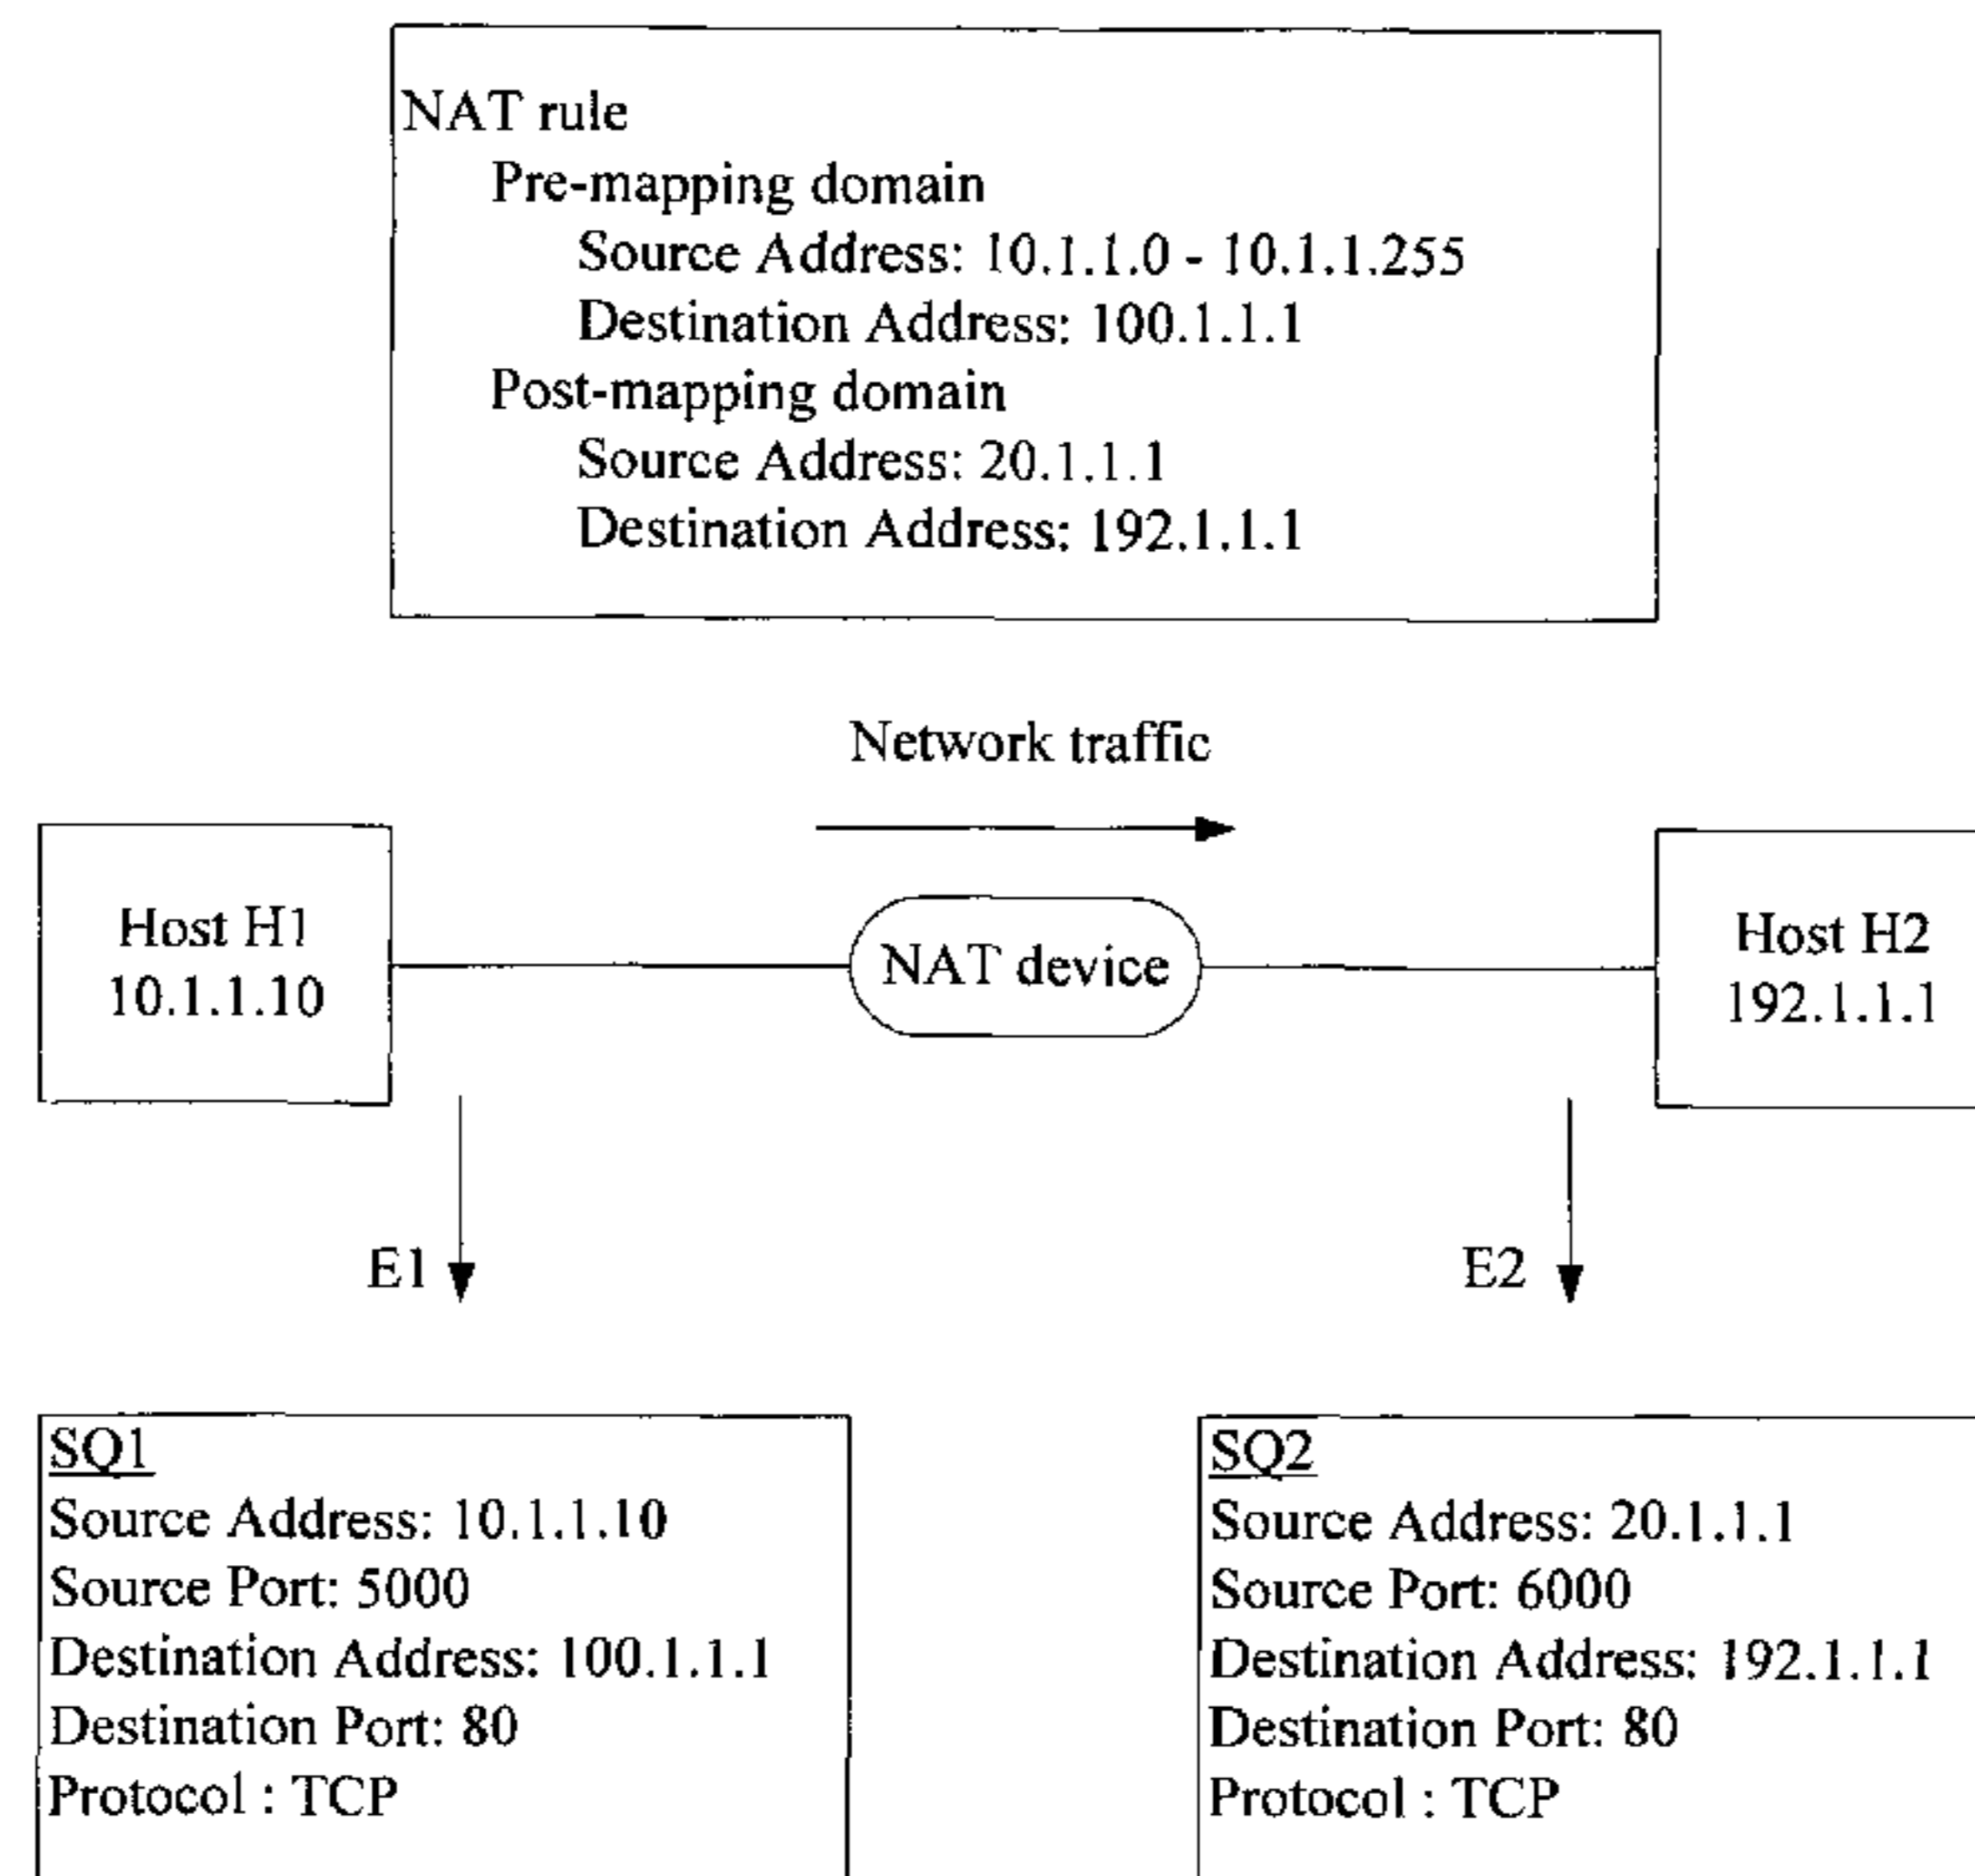 NAT rule
Pre-mapping domain
Source Address: 10.1.1.0 - 10.1.1.255
Destination Address: 100.1.1.1
Post-mapping domain
Source Address: 20.1.1.1
Destination Address: 192.1.1.1
Network traffic
Host H1
10.1.1.10
NAT device
Host H2
192.1.1.1
E1
E2
SQ1
Source Address: 10.1.1.10
Source Port: 5000
Destination Address: 100.1.1.1
Destination Port: 80
Protocol : TCP
SQ2
Source Address: 20.1.1.1
Source Port: 6000
Destination Address: 192.1.1.1
Destination Port: 80
Protocol : TCP